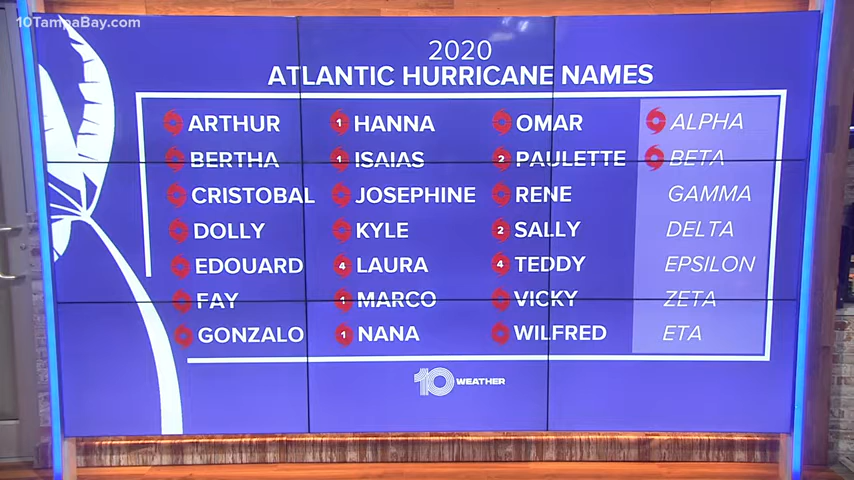 10TampaBay.com
2020
ATLANTIC HURRICANE NAMES
ARTHUR
BERTHA
CRISTOBAL
DOLLY
EDOUARD
FAY
GONZALO
1 HANNA
1 ISAIAS
JOSEPHINE
KYLE
4 LAURA
1 MARCO
1 NANA
OMAR
2 PAULETTE
RENE
2 SALLY
4 TEDDY
VICKY
WILFRED
ALPHA
BETA
GAMMA
DELTA
EPSILON
ZETA
ETA
10 WEATHER